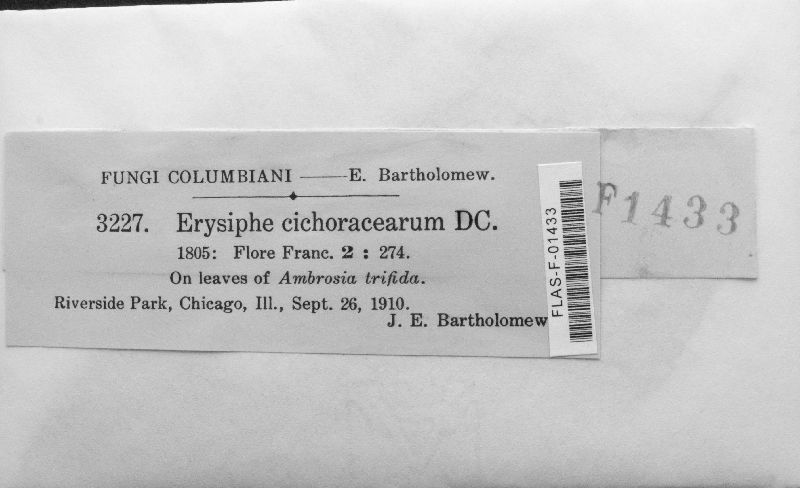 FUNGI COLUMBIANI —— E. Bartholomew.
3227. Erysiphe cichoracearum DC.
1805: Flore Franc. 2 : 274.
On leaves of Ambrosia trifida.
Riverside Park, Chicago, Ill., Sept. 26, 1910.
J. E. Bartholomew
FLAS-F-01433
F1433